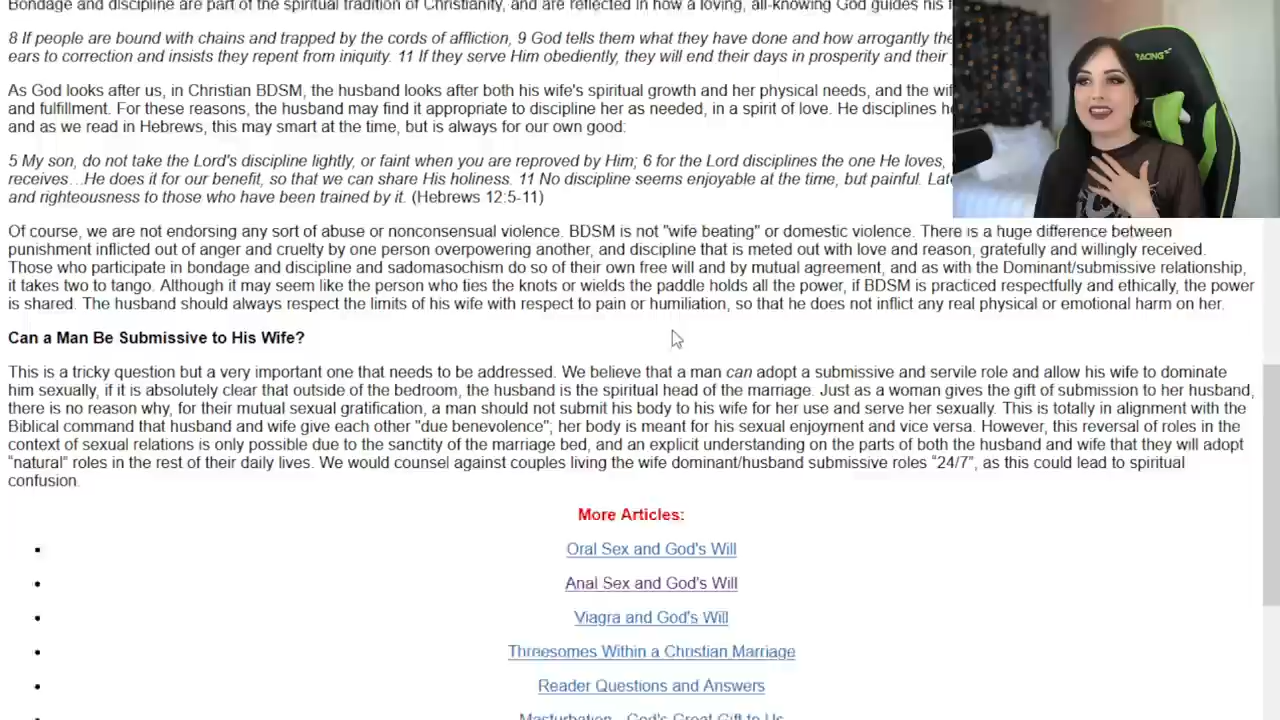 Bondage and discipline are part of the spiritual tradition of Christianity, and are reflected in how a loving, all-knowing God guides his
8 If people are bound with chains and trapped by the cords of affliction, 9 God tells them what they have done and how arrogantly the
ears to correction and insists they repent from iniquity. 11 If they serve Him obediently, they will end their days in prosperity and their
As God looks after us, in Christian BDSM, the husband looks after both his wife's spiritual growth and her physical needs, and the wif
and fulfillment. For these reasons, the husband may find it appropriate to discipline her as needed, in a spirit of love. He disciplines he
and as we read in Hebrews, this may smart at the time, but is always for our own good:
5 My son, do not take the Lord's discipline lightly, or faint when you are reproved by Him; 6 for the Lord disciplines the one He loves,
receives…He does it for our benefit, so that we can share His holiness. 11 No discipline seems enjoyable at the time, but painful. Late
and righteousness to those who have been trained by it. (Hebrews 12:5-11)
Of course, we are not endorsing any sort of abuse or nonconsensual violence. BDSM is not "wife beating" or domestic violence. There is a huge difference between
punishment inflicted out of anger and cruelty by one person overpowering another, and discipline that is meted out with love and reason, gratefully and willingly received.
Those who participate in bondage and discipline and sadomasochism do so of their own free will and by mutual agreement, and as with the Dominant/submissive relationship,
it takes two to tango. Although it may seem like the person who ties the knots or wields the paddle holds all the power, if BDSM is practiced respectfully and ethically, the power
is shared. The husband should always respect the limits of his wife with respect to pain or humiliation, so that he does not inflict any real physical or emotional harm on her.
Can a Man Be Submissive to His Wife?
This is a tricky question but a very important one that needs to be addressed. We believe that a man can adopt a submissive and servile role and allow his wife to dominate
him sexually, if it is absolutely clear that outside of the bedroom, the husband is the spiritual head of the marriage. Just as a woman gives the gift of submission to her husband,
there is no reason why, for their mutual sexual gratification, a man should not submit his body to his wife for her use and serve her sexually. This is totally in alignment with the
Biblical command that husband and wife give each other "due benevolence"; her body is meant for his sexual enjoyment and vice versa. However, this reversal of roles in the
context of sexual relations is only possible due to the sanctity of the marriage bed, and an explicit understanding on the parts of both the husband and wife that they will adopt
"natural" roles in the rest of their daily lives. We would counsel against couples living the wife dominant/husband submissive roles “24/7”, as this could lead to spiritual
confusion.
More Articles:
Oral Sex and God's Will
Anal Sex and God's Will
Viagra and God's Will
Threesomes Within a Christian Marriage
Reader Questions and Answers
Masturbation - God's Great Gift to Us
RACING